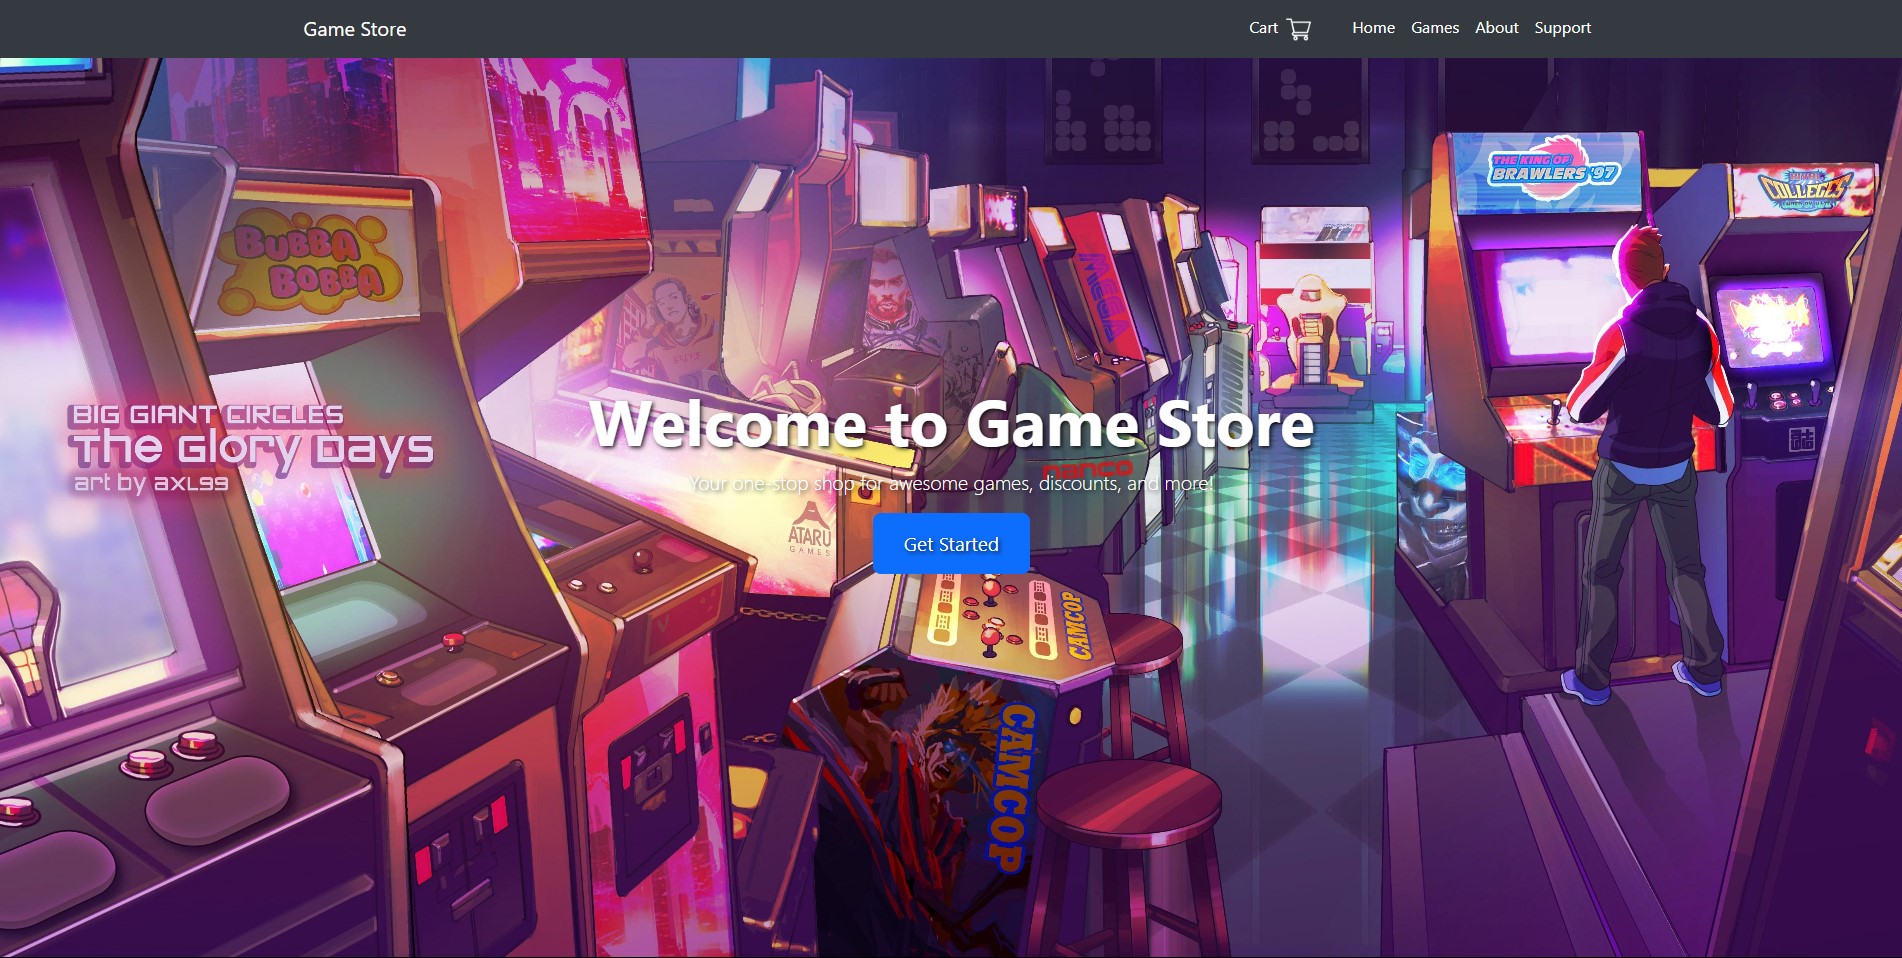 Game Store
Cart
Home
Games
About
Support
THE KING OF
BRAWLERS '97
COLLEGES
BUBBA
BOBBA
MEGA
BIG GIANT CIRCLES
The Glory Days
art by axl99
Welcome to Game Store
nanco
Your one-stop shop for awesome games, discounts, and more!
ATARU
GAMES
Get Started
CAMCOP
CAMCOP